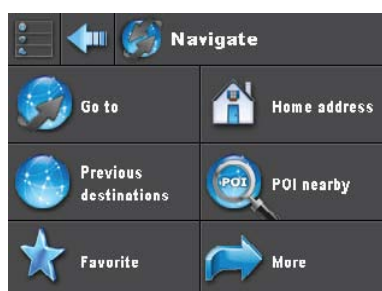 Navigate
Go to
Home address
Previous
destinations
POI
POI nearby
Favorite
More